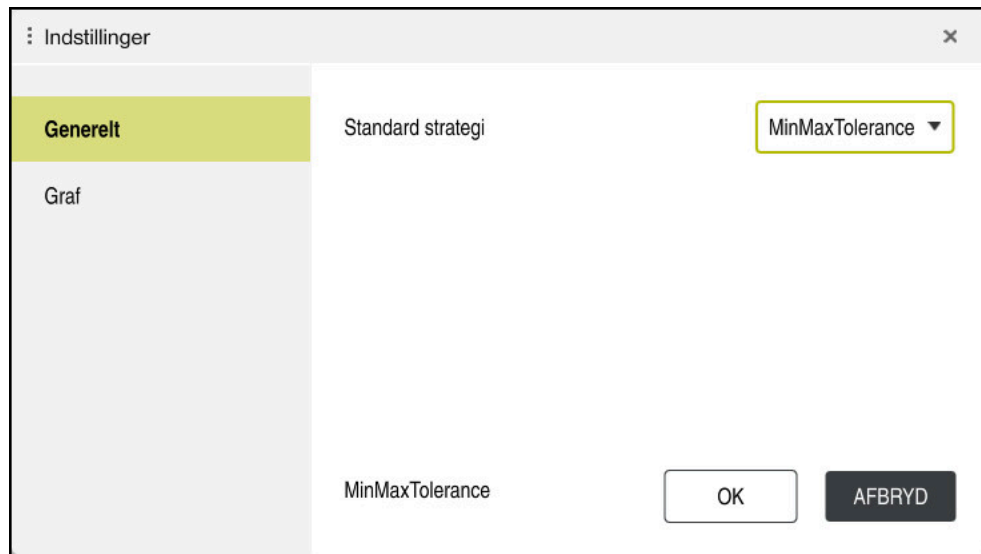 Indstillinger
Generelt
Graf
Standard strategi
MinMaxTolerance
MinMaxTolerance
OK
AFBRYD